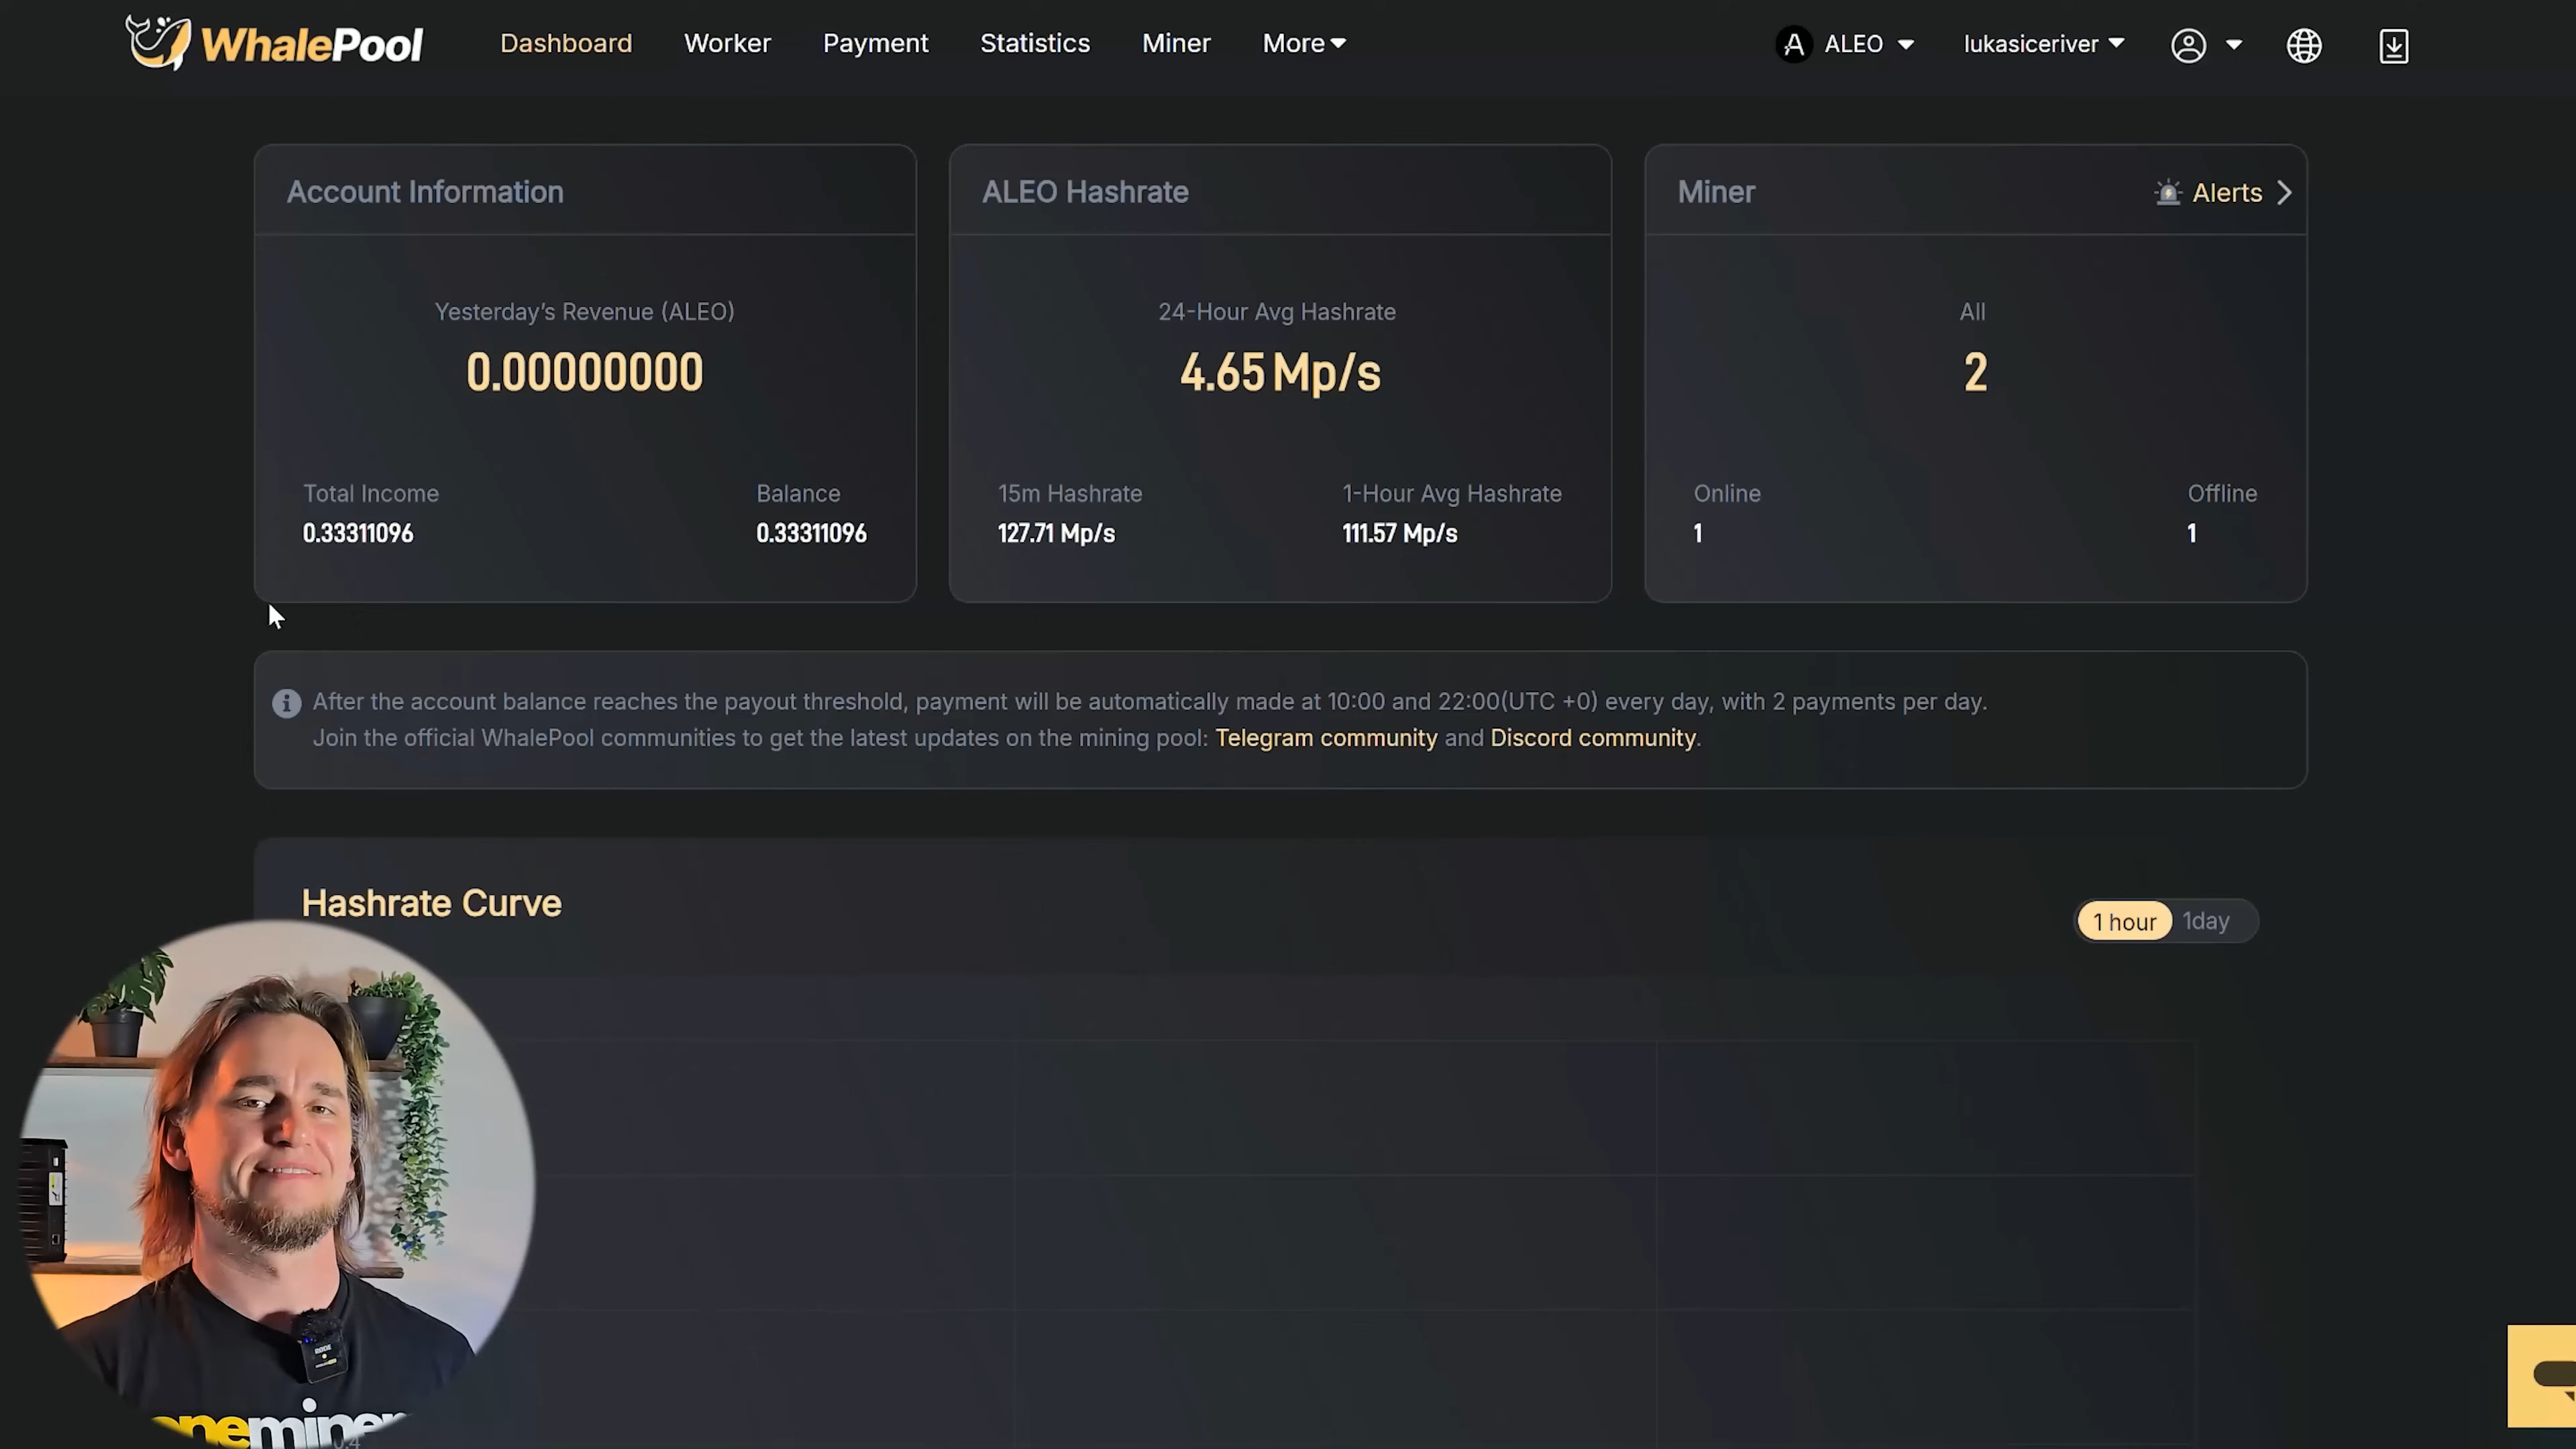 WhalePool
Dashboard
Worker
Payment
Statistics
Miner
More
ALEO
lukasiceriver
Account Information
Yesterday's Revenue (ALEO)
0.00000000
Total Income
Balance
0.33311096
0.33311096
ALEO Hashrate
24-Hour Avg Hashrate
4.65 Mp/s
15m Hashrate
1-Hour Avg Hashrate
127.71 Mp/s
111.57 Mp/s
Miner
Alerts
All
2
Online
Offline
1
1
After the account balance reaches the payout threshold, payment will be automatically made at 10:00 and 22:00(UTC +0) every day, with 2 payments per day.
Join the official WhalePool communities to get the latest updates on the mining pool: Telegram community and Discord community.
Hashrate Curve
1 hour
1day
RØDE
0.4